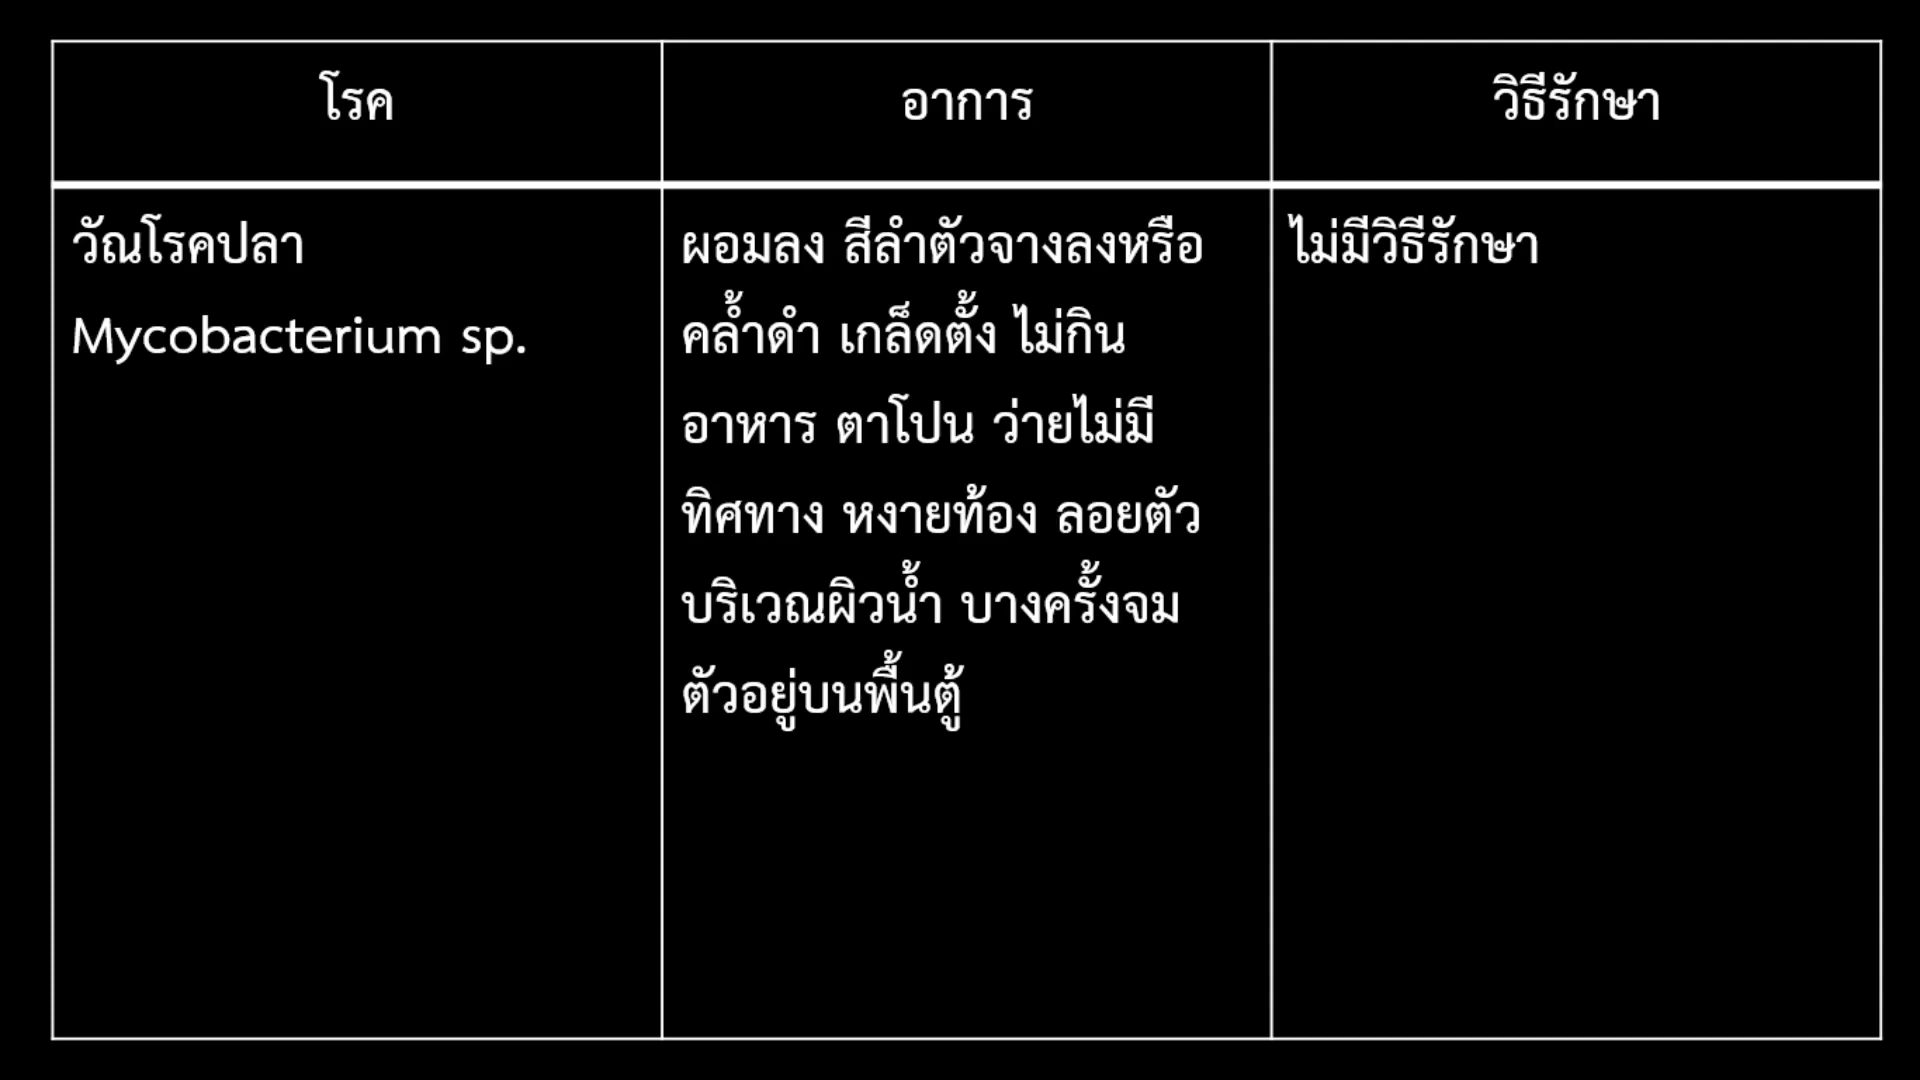 โรค
อาการ
วิธีรักษา
วัณโรคปลา
Mycobacterium sp.
ผอมลง สีลำตัวจางลงหรือ
คล้ำดำ เกล็ดตั้ง ไม่กิน
อาหาร ตาโปน ว่ายไม่มี
ทิศทาง หงายท้อง ลอยตัว
บริเวณผิวน้ำ บางครั้งจม
ตัวอยู่บนพื้นตู้
ไม่มีวิธีรักษา